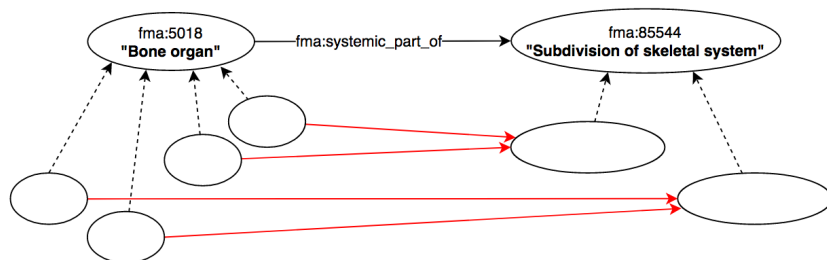 fma:5018
"Bone organ"
fma:systemic_part_of
fma:85544
"Subdivision of skeletal system"